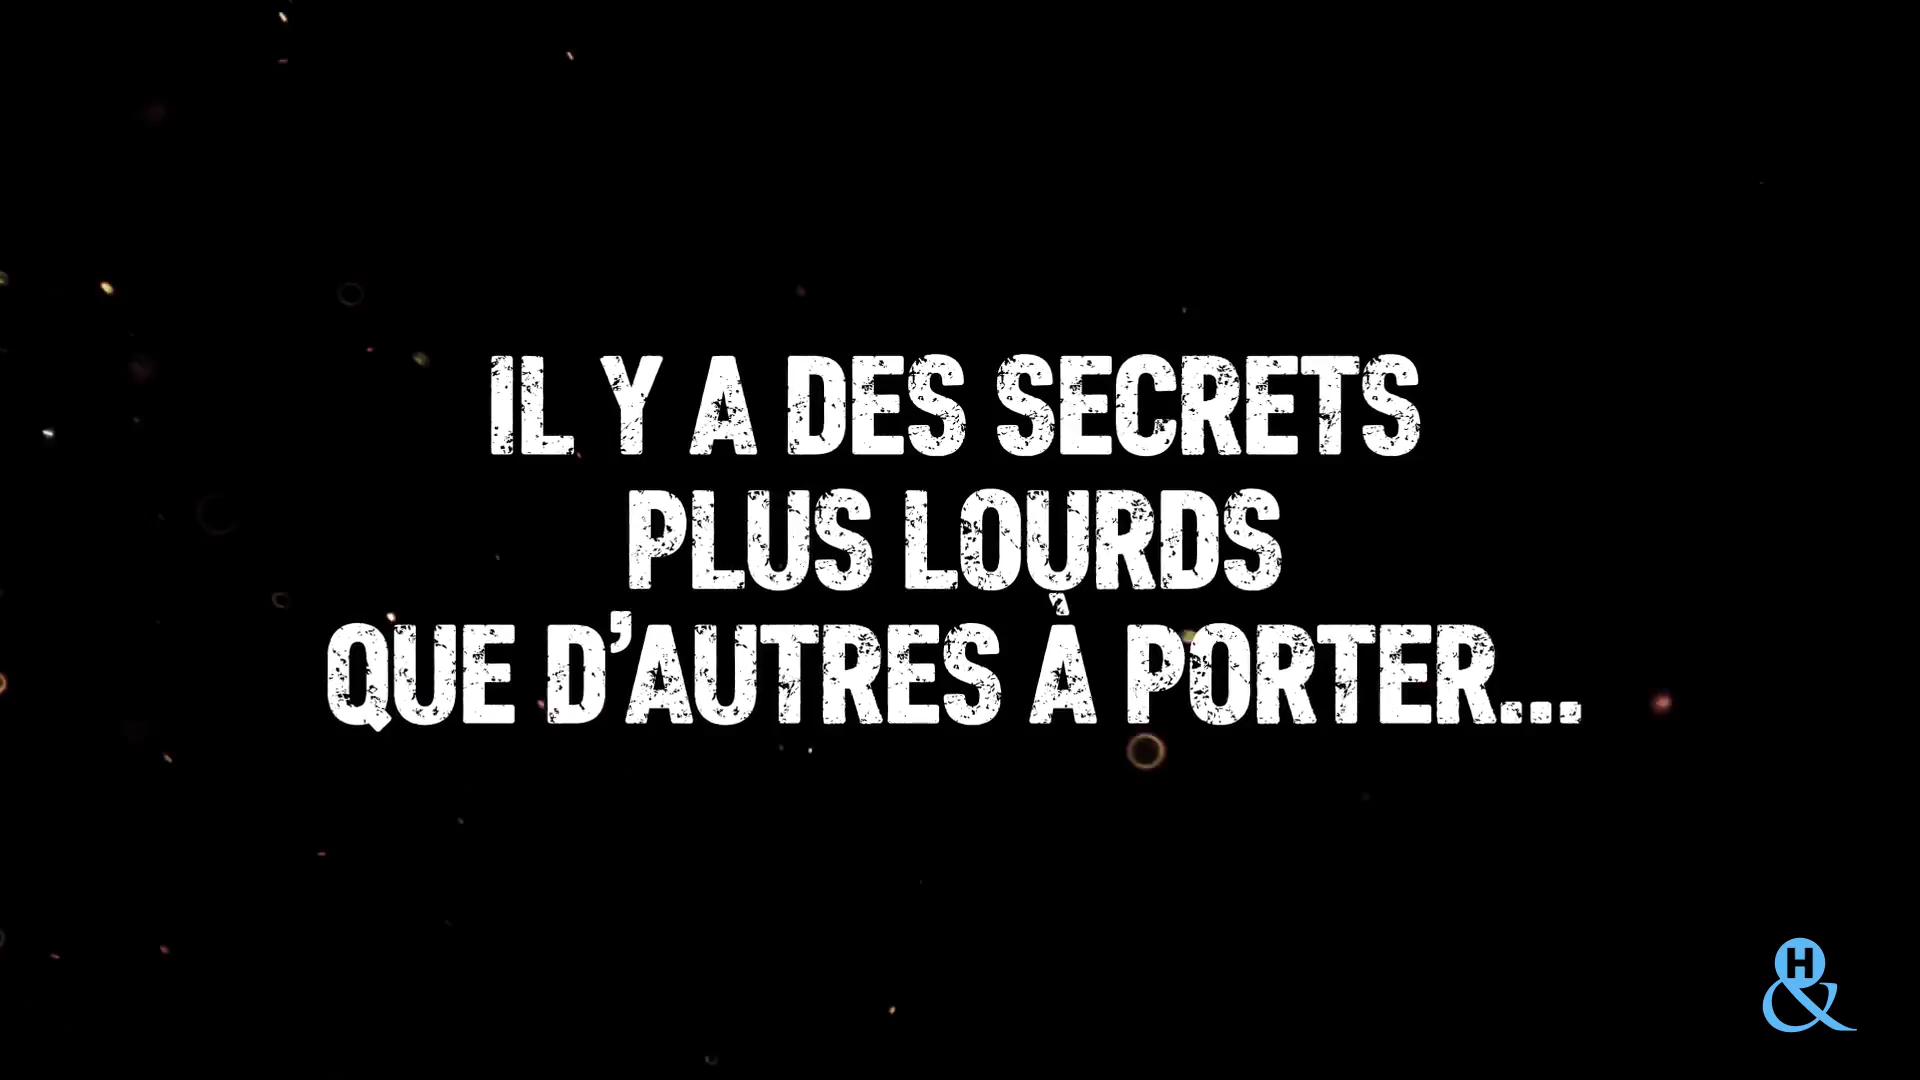 IL Y A DES SECRETS
PLUS LOURDS
QUE D’AUTRES À PORTER...
H
&